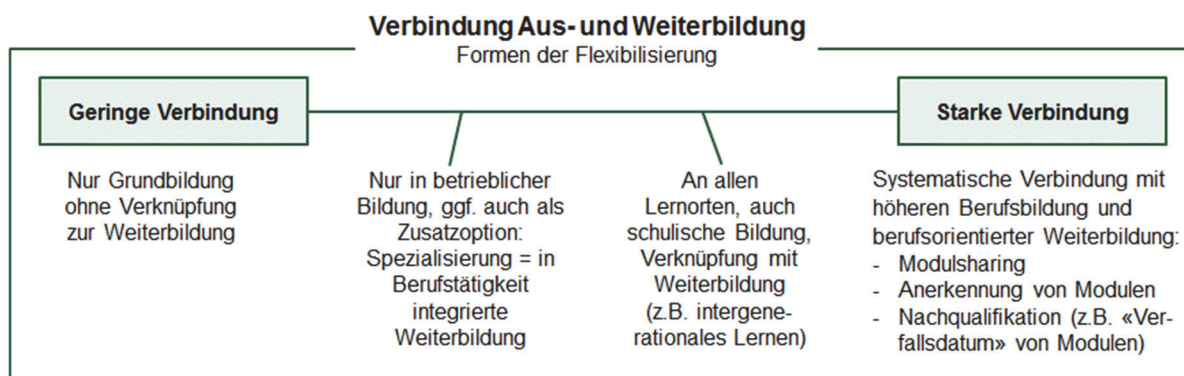 Verbindung Aus- und Weiterbildung
Formen der Flexibilisierung
Geringe Verbindung
Starke Verbindung
Nur Grundbildung
ohne Verknüpfung
zur Weiterbildung
Nur in betrieblicher
Bildung, ggf. auch als
Zusatzoption:
Spezialisierung = in
Berufstätigkeit
integrierte
Weiterbildung
An allen
Lernorten, auch
schulische Bildung,
Verknüpfung mit
Weiterbildung
(z.B. intergene-
rationales Lernen)
Systematische Verbindung mit
höheren Berufsbildung und
berufsorientierter Weiterbildung:
- Modulsharing
- Anerkennung von Modulen
- Nachqualifikation (z.B. «Ver-
fallsdatum» von Modulen)